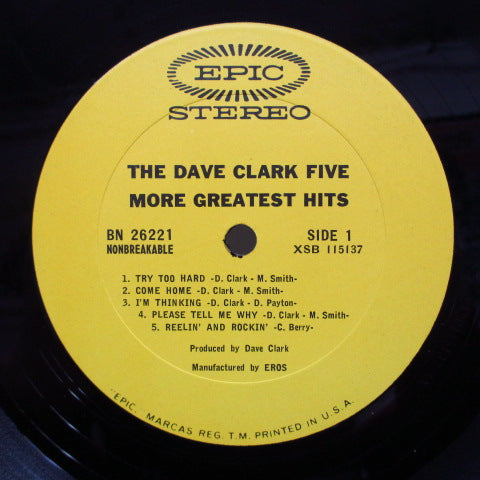 EPIC
STEREO
THE DAVE CLARK FIVE
MORE GREATEST HITS
BN 26221 SIDE 1
NONBREAKABLE XSB 115137
1. TRY TOO HARD -D. Clark - M. Smith-
2. COME HOME -D. Clark - M. Smith-
3. I'M THINKING -D. Clark - D. Payton-
4. PLEASE TELL ME WHY -D. Clark - M. Smith-
5. REELIN' AND ROCKIN' -C. Berry-
Produced by Dave Clark
Manufactured by EROS
"EPIC," MARCAS REG. T.M. PRINTED IN U.S.A.